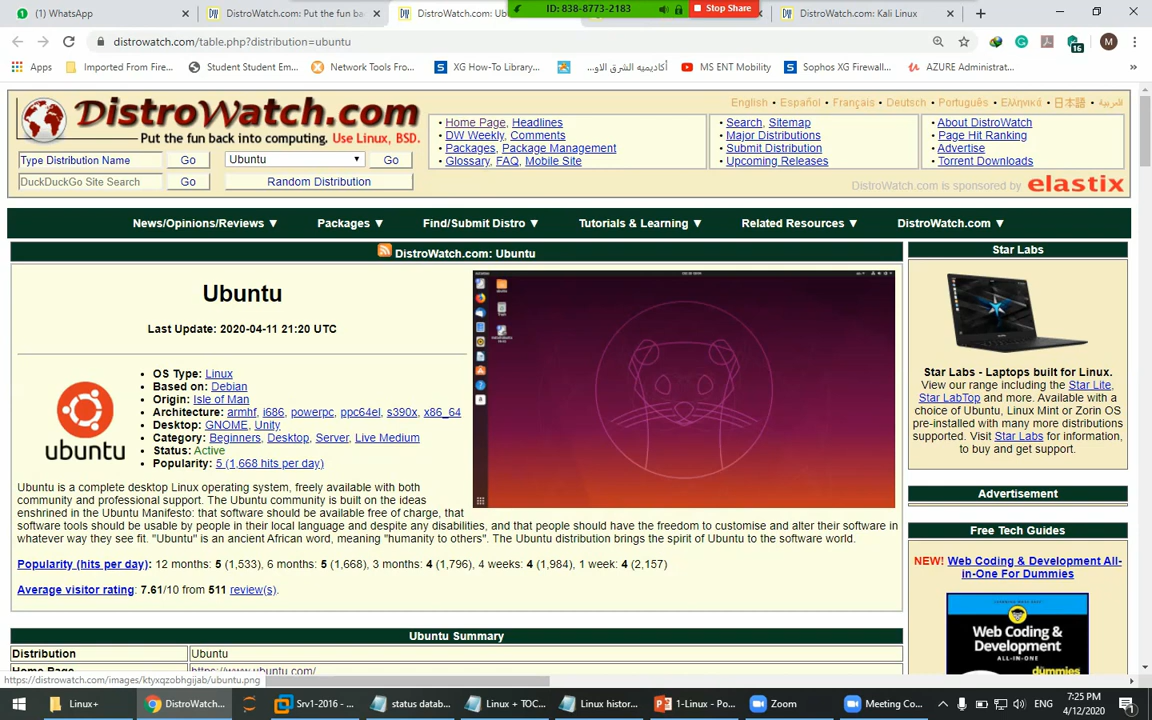 (1) WhatsApp
DistroWatch.com: Put the fun ba
DistroWatch.com: Ub
ID: 838-8773-2183
Stop Share
DistroWatch.com: Kali Linux
distrowatch.com/table.php?distribution=ubuntu
16
M
Apps
Imported From Fire...
Student Student Em...
Network Tools Fro...
XG How-To Library,...
أكاديميه الشرق الاو...
MS ENT Mobility
Sophos XG Firewall,...
AZURE Administrat...
»
DistroWatch.com
Put the fun back into computing. Use Linux, BSD.
Type Distribution Name
Go
Ubuntu
Go
DuckDuckGo Site Search
Go
Random Distribution
English • Español • Français • Deutsch • Português • Ελληνικά • 日本語 • العربية
• Home Page, Headlines
• DW Weekly, Comments
• Packages, Package Management
• Glossary, FAQ, Mobile Site
• Search, Sitemap
• Major Distributions
• Submit Distribution
• Upcoming Releases
• About DistroWatch
• Page Hit Ranking
• Advertise
• Torrent Downloads
DistroWatch.com is sponsored by elastix
News/Opinions/Reviews ▼
Packages ▼
Find/Submit Distro ▼
Tutorials & Learning ▼
Related Resources ▼
DistroWatch.com ▼
DistroWatch.com: Ubuntu
Ubuntu
Last Update: 2020-04-11 21:20 UTC
ubuntu
• OS Type: Linux
• Based on: Debian
• Origin: Isle of Man
• Architecture: armhf, i686, powerpc, ppc64el, s390x, x86_64
• Desktop: GNOME, Unity
• Category: Beginners, Desktop, Server, Live Medium
• Status: Active
• Popularity: 5 (1,668 hits per day)
Ubuntu is a complete desktop Linux operating system, freely available with both
community and professional support. The Ubuntu community is built on the ideas
enshrined in the Ubuntu Manifesto: that software should be available free of charge, that
software tools should be usable by people in their local language and despite any disabilities, and that people should have the freedom to customise and alter their software in
whatever way they see fit. "Ubuntu" is an ancient African word, meaning "humanity to others". The Ubuntu distribution brings the spirit of Ubuntu to the software world.
Popularity (hits per day): 12 months: 5 (1,533), 6 months: 5 (1,668), 3 months: 4 (1,796), 4 weeks: 4 (1,984), 1 week: 4 (2,157)
Average visitor rating: 7.61/10 from 511 review(s).
Ubuntu Summary
Distribution
Ubuntu
Home Page
https://www.ubuntu.com/
Star Labs
Star Labs - Laptops built for Linux.
View our range including the Star Lite,
Star LabTop and more. Available with a
choice of Ubuntu, Linux Mint or Zorin OS
pre-installed with many more distributions
supported. Visit Star Labs for information,
to buy and get support.
Advertisement
Free Tech Guides
NEW! Web Coding & Development All-
in-One For Dummies
Web Coding &
Development
ALL-IN-ONE
dummies
https://distrowatch.com/images/ktyxqzobhgijab/ubuntu.png
Linux+
DistroWatc...
Srv1-2016 - ...
status datab...
Linux + TOC...
Linux histor...
1-Linux - Po...
Zoom
Meeting Co...
ENG
7:25 PM
4/12/2020
1